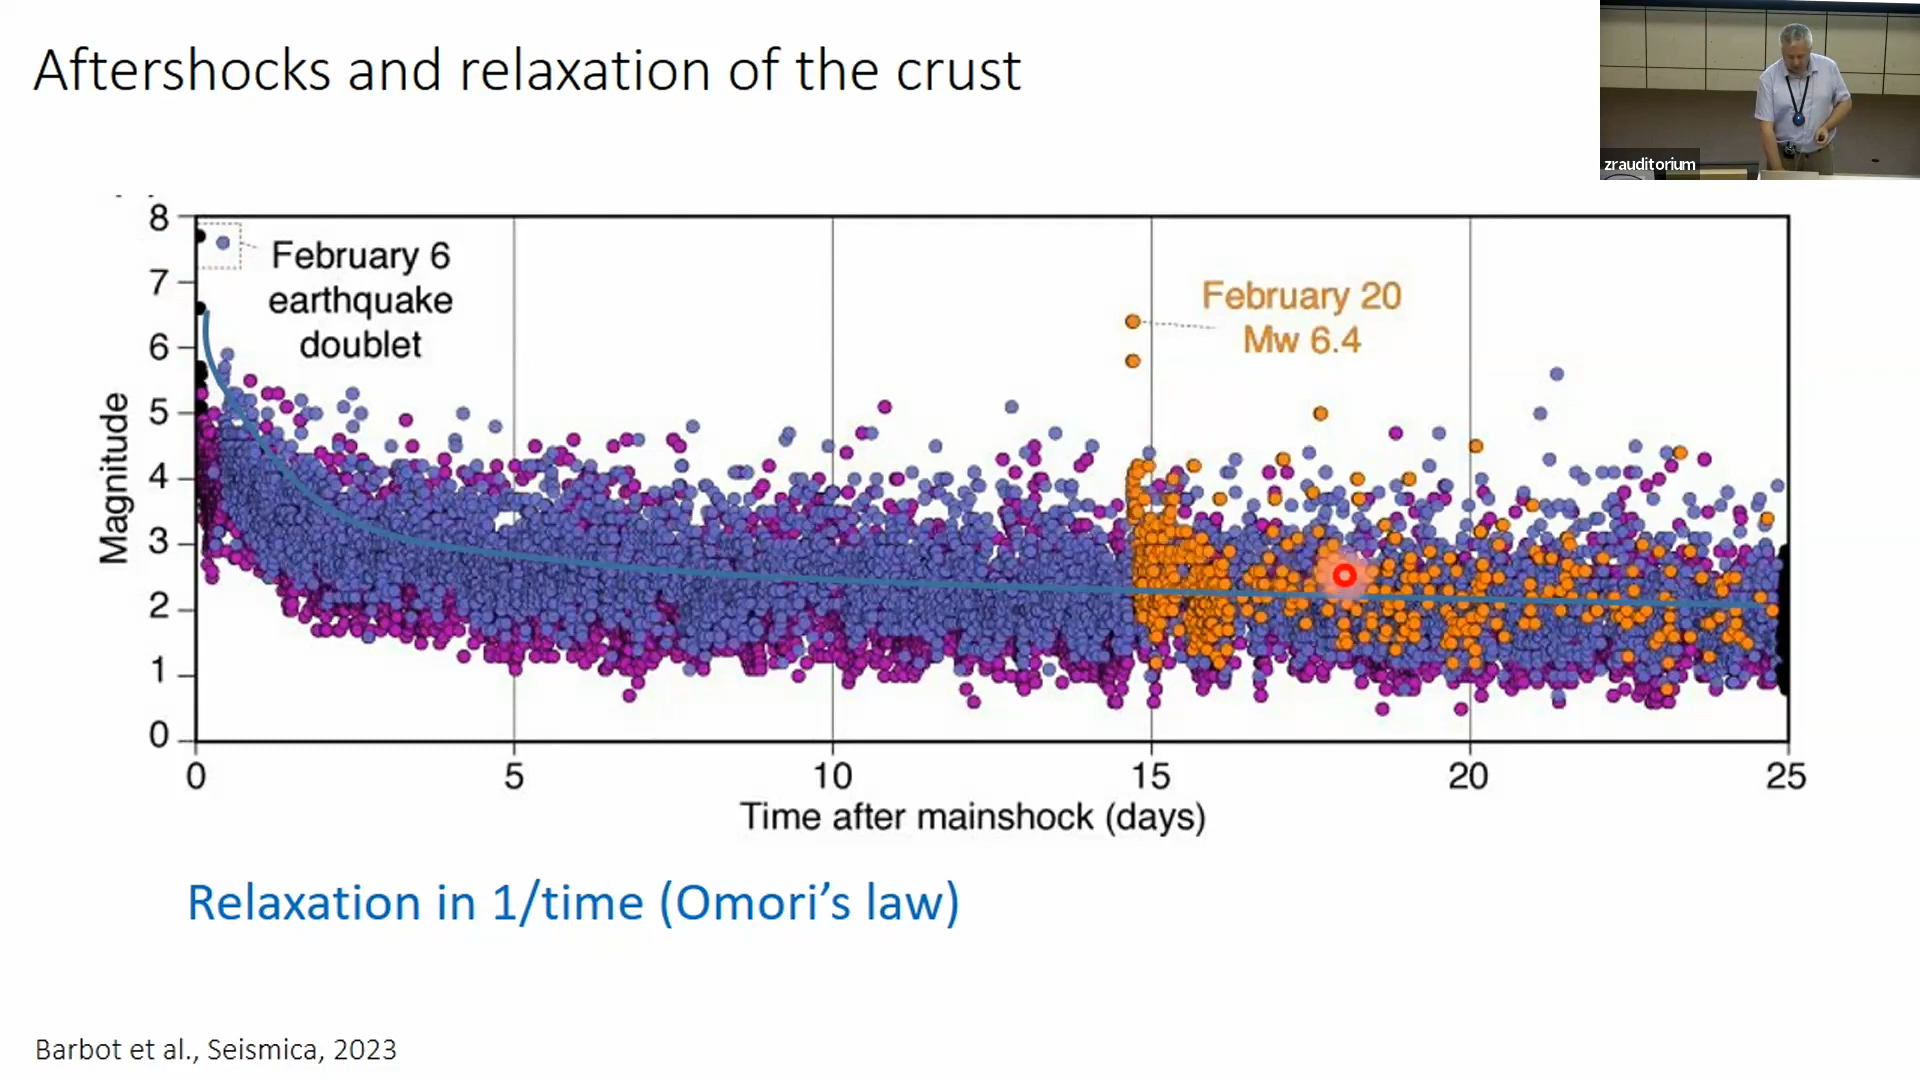 Aftershocks and relaxation of the crust
zrauditorium
8
7
6
5
4
3
2
1
0
Magnitude
February 6
earthquake
doublet
February 20
Mw 6.4
0 5 10 15 20 25
Time after mainshock (days)
Relaxation in 1/time (Omori’s law)
Barbot et al., Seismica, 2023